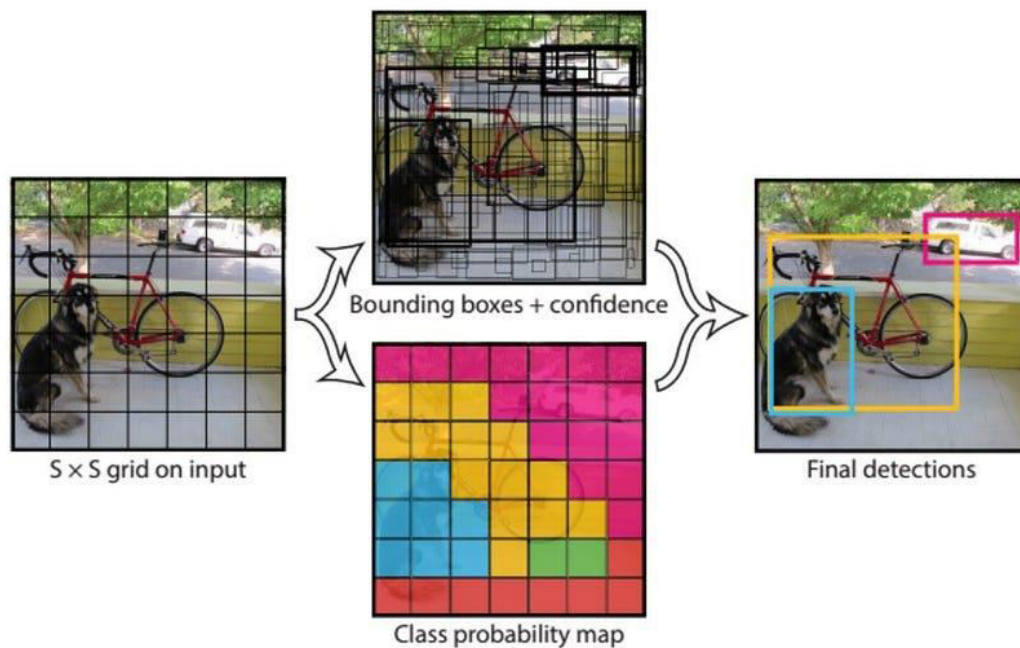 S × S grid on input
Bounding boxes + confidence
Class probability map
Final detections